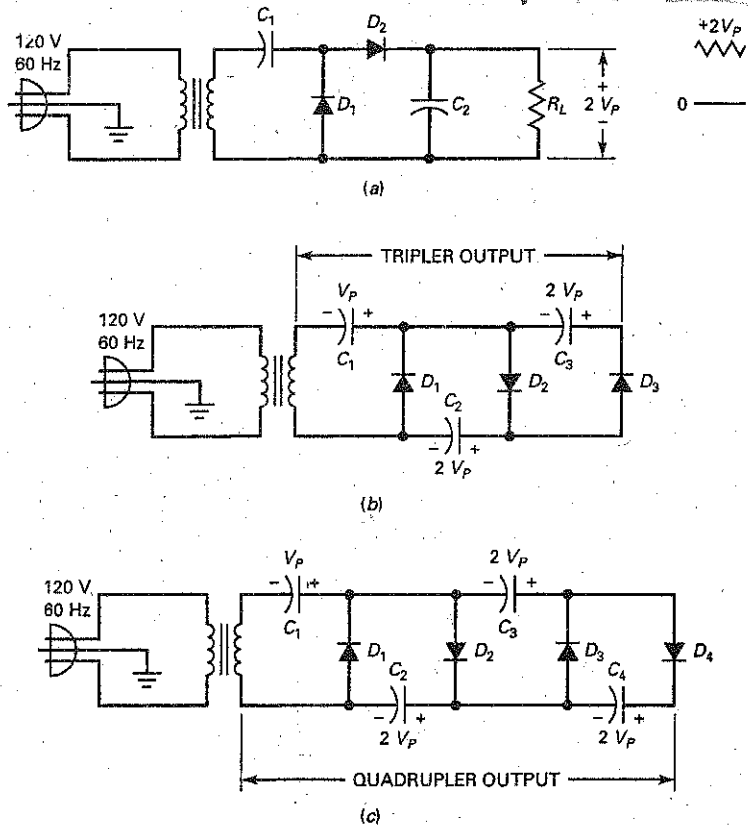 C1
D2
120 V
60 Hz
+2VP
D1
C2
RL
+
2 VP
−
0
(a)
TRIPLER OUTPUT
VP
2 VP
120 V
60 Hz
− +
− +
C1
C3
D1
D2
D3
C2
− +
2 VP
(b)
VP
2 VP
120 V
60 Hz
− +
− +
C1
C3
D1
D2
D3
D4
C2
C4
− +
− +
2 VP
2 VP
QUADRUPLER OUTPUT
(c)